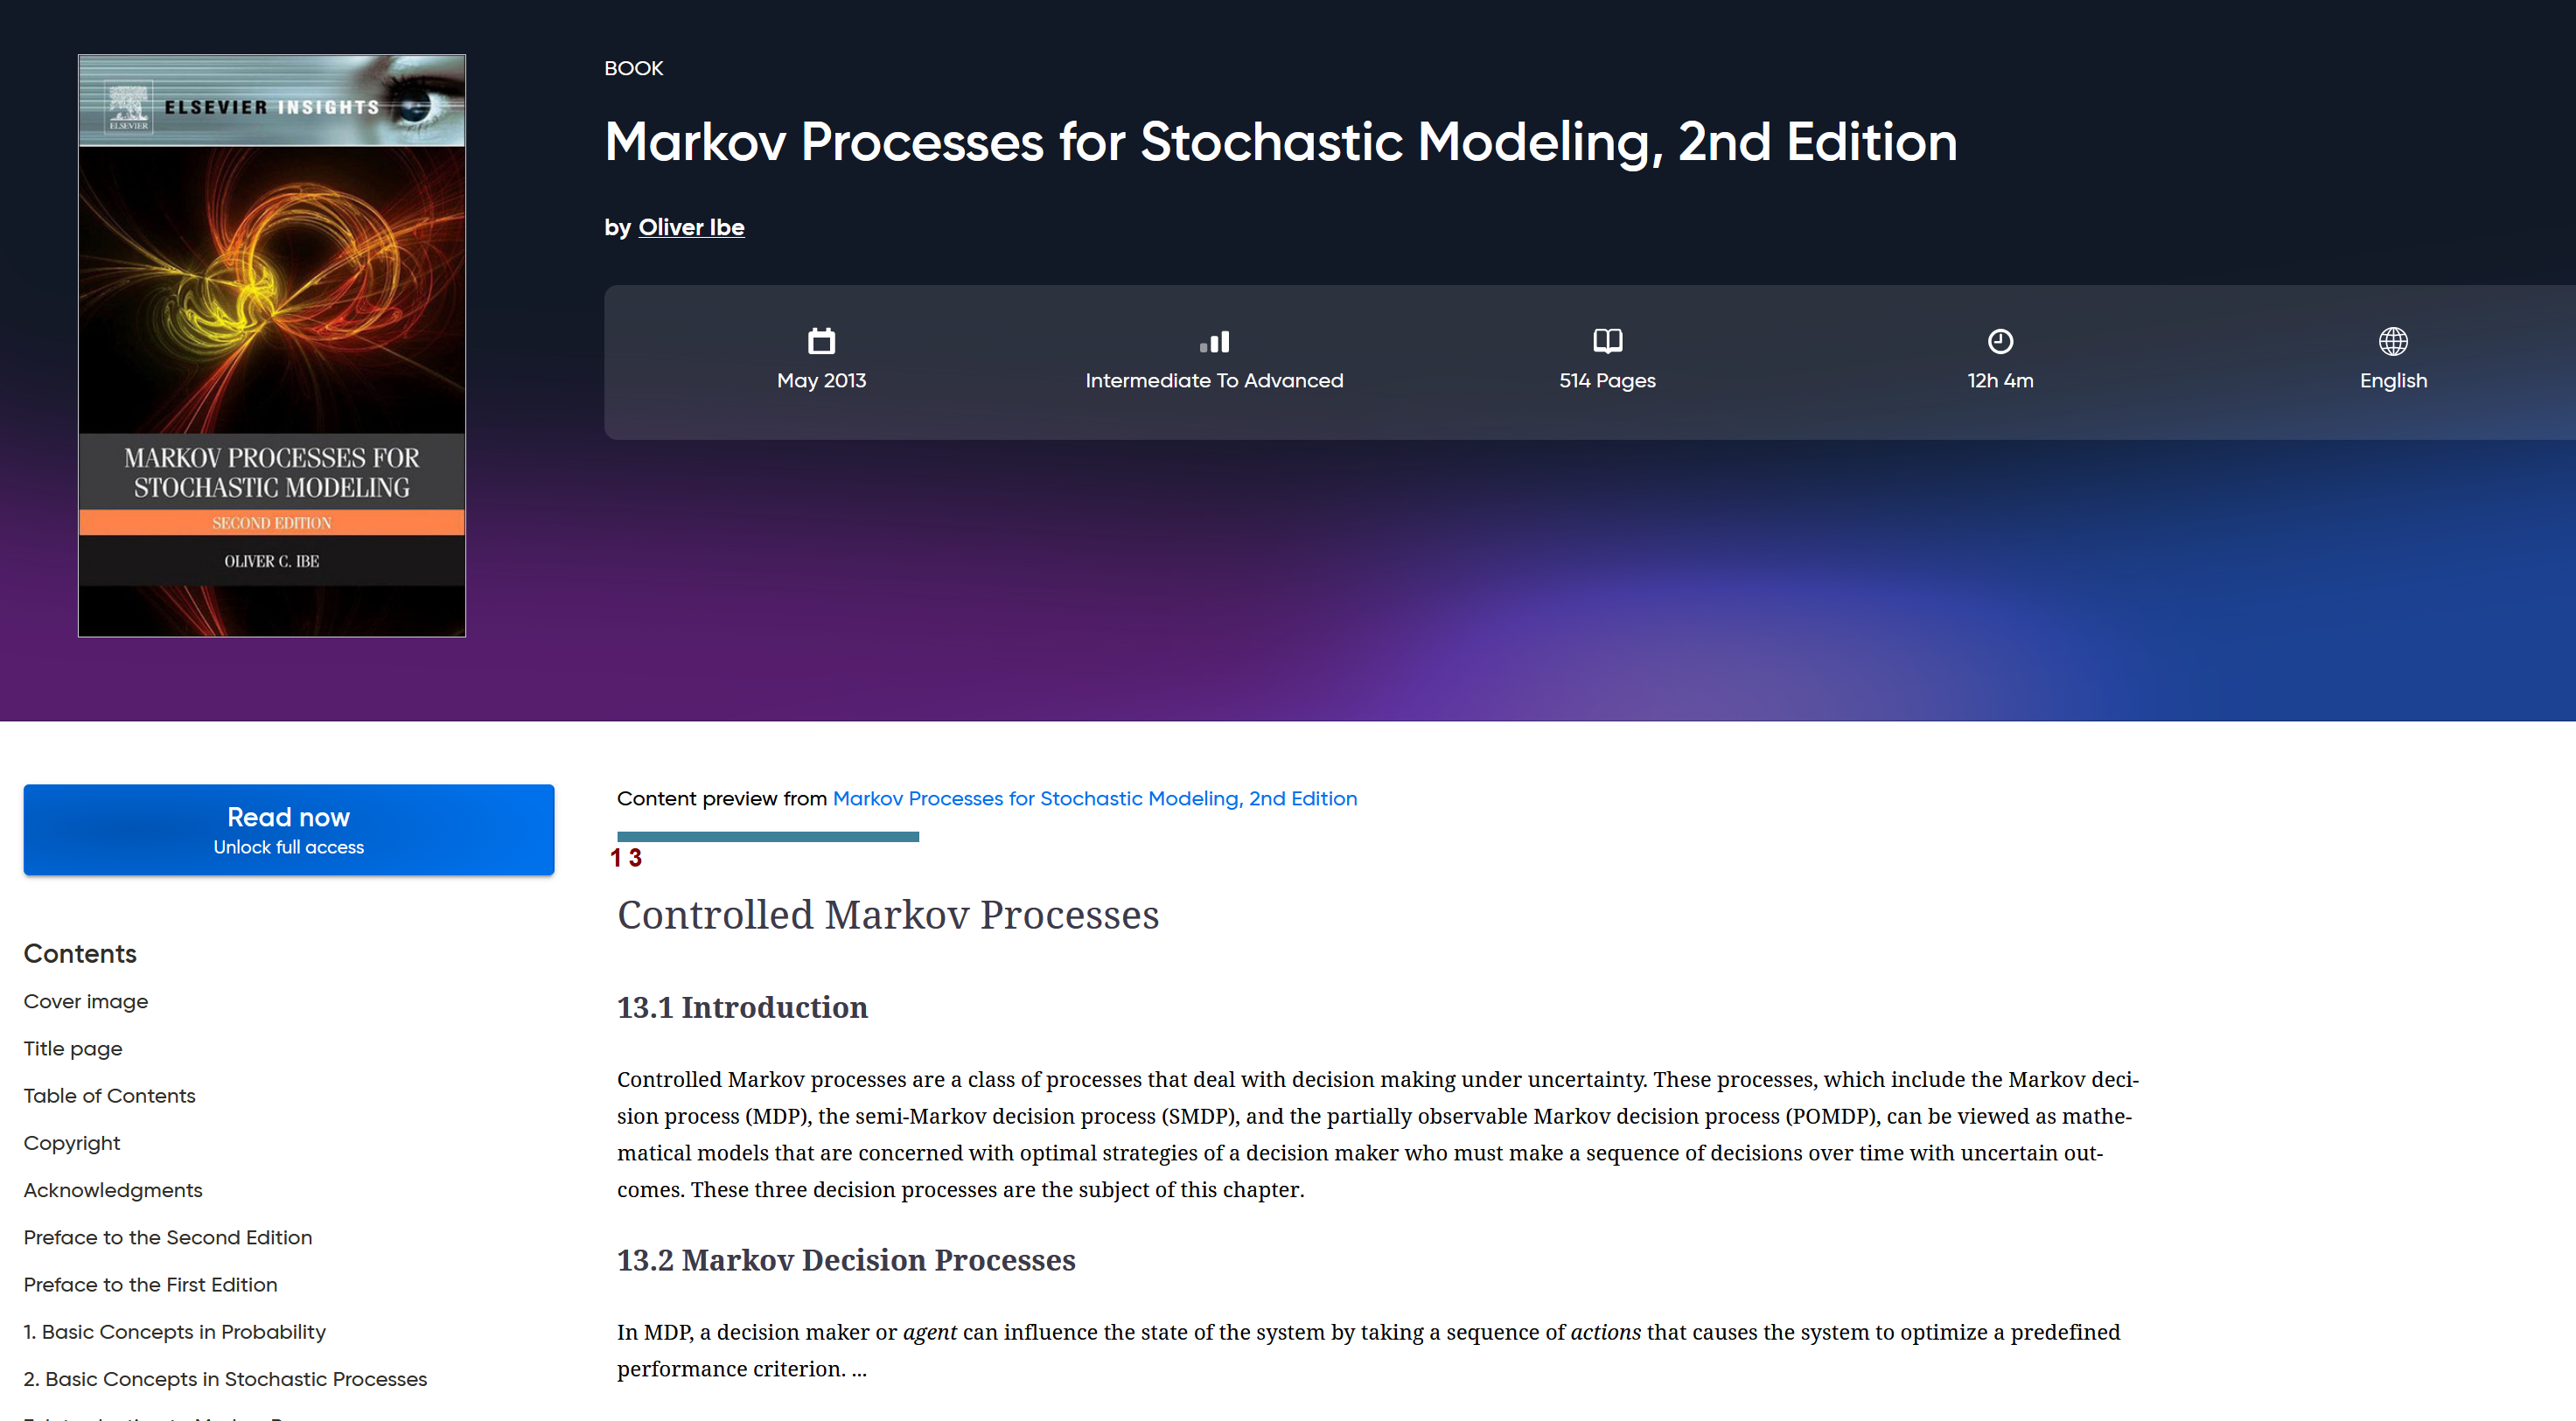 ELSEVIER
ELSEVIER INSIGHTS
MARKOV PROCESSES FOR
STOCHASTIC MODELING
SECOND EDITION
OLIVER C. IBE
BOOK
Markov Processes for Stochastic Modeling, 2nd Edition
by Oliver Ibe
May 2013
Intermediate To Advanced
514 Pages
12h 4m
English
Read now
Unlock full access
Contents
Cover image
Title page
Table of Contents
Copyright
Acknowledgments
Preface to the Second Edition
Preface to the First Edition
1. Basic Concepts in Probability
2. Basic Concepts in Stochastic Processes
Content preview from Markov Processes for Stochastic Modeling, 2nd Edition
1 3
Controlled Markov Processes
13.1 Introduction
Controlled Markov processes are a class of processes that deal with decision making under uncertainty. These processes, which include the Markov deci-
sion process (MDP), the semi-Markov decision process (SMDP), and the partially observable Markov decision process (POMDP), can be viewed as mathe-
matical models that are concerned with optimal strategies of a decision maker who must make a sequence of decisions over time with uncertain out-
comes. These three decision processes are the subject of this chapter.
13.2 Markov Decision Processes
In MDP, a decision maker or agent can influence the state of the system by taking a sequence of actions that causes the system to optimize a predefined
performance criterion. ...